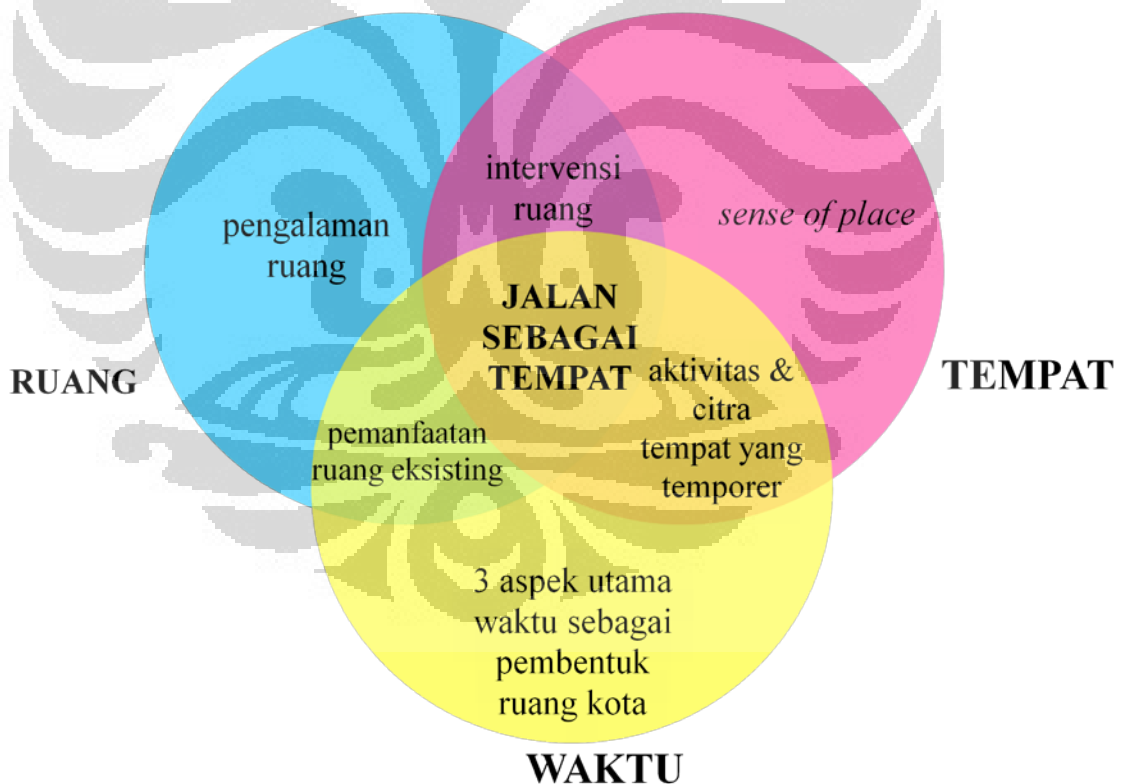 intervensi
ruang
pengalaman
ruang
sense of place
JALAN
SEBAGAI
TEMPAT
RUANG
TEMPAT
aktivitas &
citra
tempat yang
temporer
pemanfaatan
ruang eksisting
3 aspek utama
waktu sebagai
pembentuk
ruang kota
WAKTU